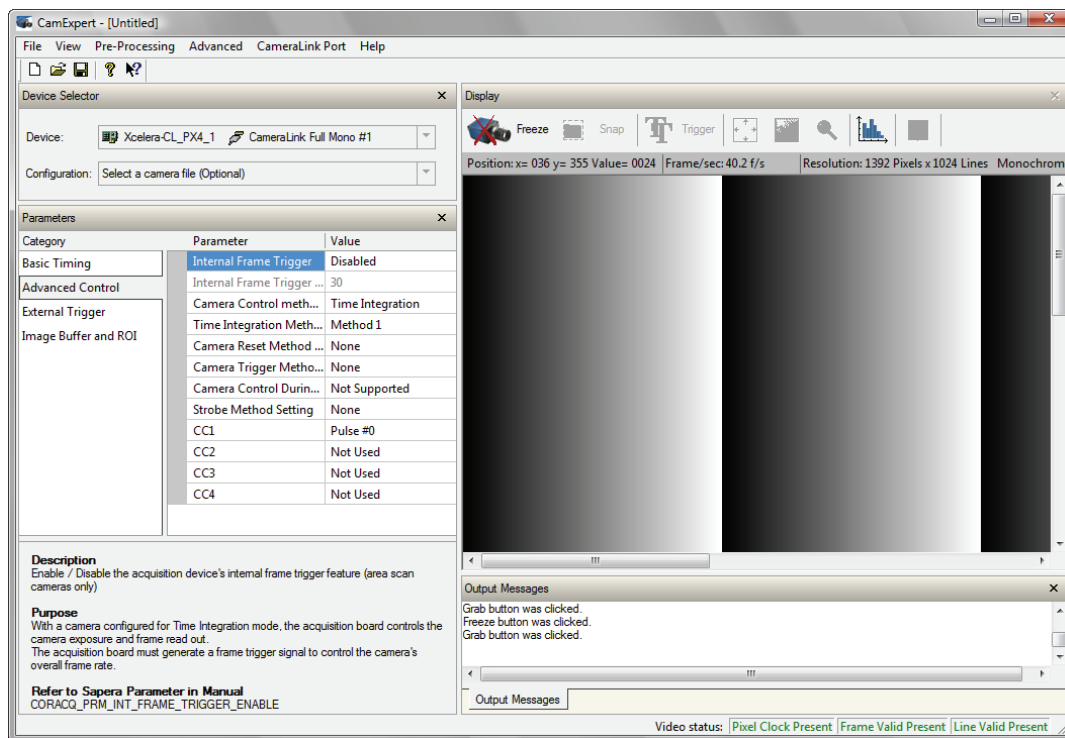 CamExpert - [Untitled]
File View Pre-Processing Advanced CameraLink Port Help
Device Selector
Device: Xcelera-CL_PX4_1 CameraLink Full Mono #1
Configuration: Select a camera file (Optional)
Parameters
Category Parameter Value
Basic Timing
Advanced Control
External Trigger
Image Buffer and ROI
Internal Frame Trigger Disabled
Internal Frame Trigger ... 30
Camera Control meth... Time Integration
Time Integration Meth... Method 1
Camera Reset Method ... None
Camera Trigger Metho... None
Camera Control Durin... Not Supported
Strobe Method Setting None
CC1 Pulse #0
CC2 Not Used
CC3 Not Used
CC4 Not Used
Description
Enable / Disable the acquisition device's internal frame trigger feature (area scan
cameras only)
Purpose
With a camera configured for Time Integration mode, the acquisition board controls the
camera exposure and frame read out.
The acquisition board must generate a frame trigger signal to control the camera's
overall frame rate.
Refer to Sapera Parameter in Manual
CORACQ_PRM_INT_FRAME_TRIGGER_ENABLE
Display
Freeze Snap Trigger
Position: x= 036 y= 355 Value= 0024 Frame/sec: 40.2 f/s Resolution: 1392 Pixels x 1024 Lines Monochrom
Output Messages
Grab button was clicked.
Freeze button was clicked.
Grab button was clicked.
Output Messages
Video status: Pixel Clock Present Frame Valid Present Line Valid Present